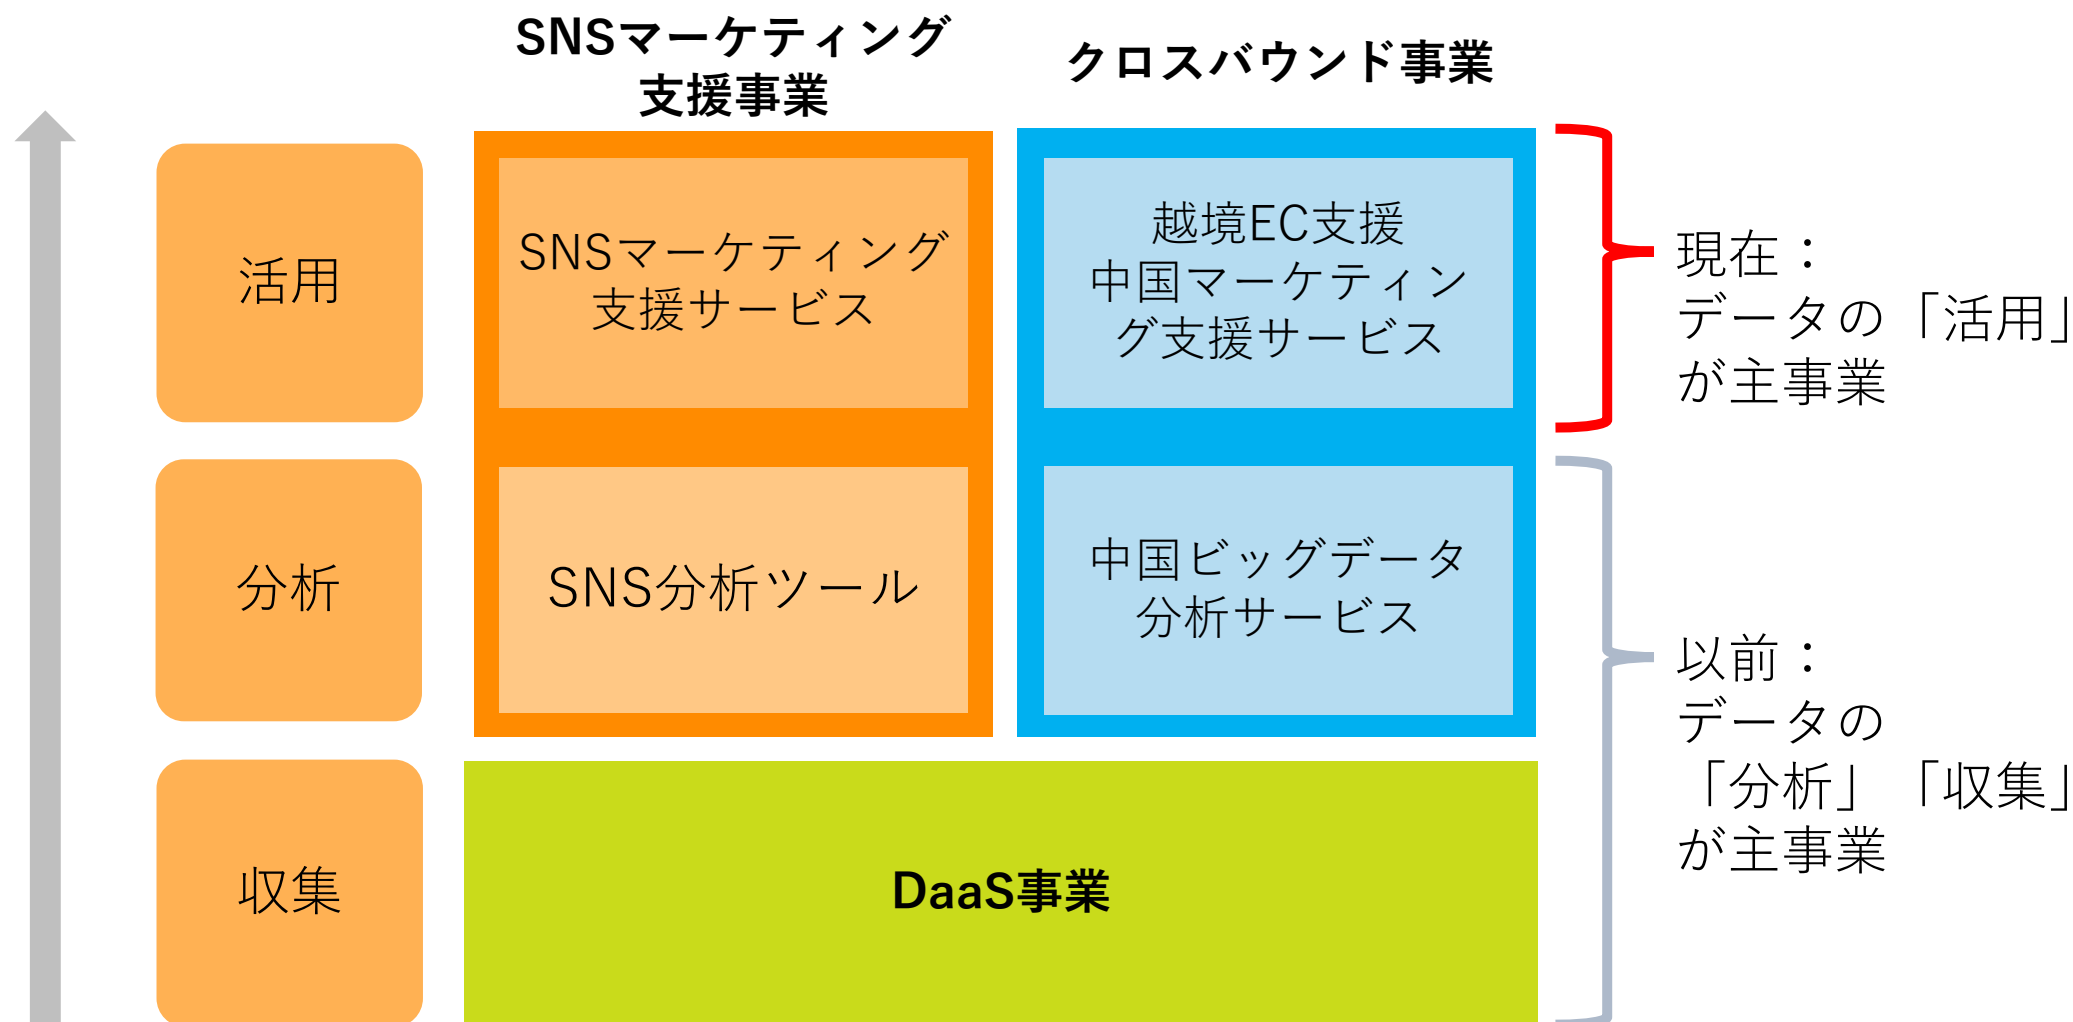 SNSマーケティング
支援事業
クロスバウンド事業
活用
SNSマーケティング
支援サービス
越境EC支援
中国マーケティン
グ支援サービス
現在：
データの「活用」
が主事業
分析
SNS分析ツール
中国ビッグデータ
分析サービス
以前：
データの
「分析」「収集」
が主事業
収集
DaaS事業